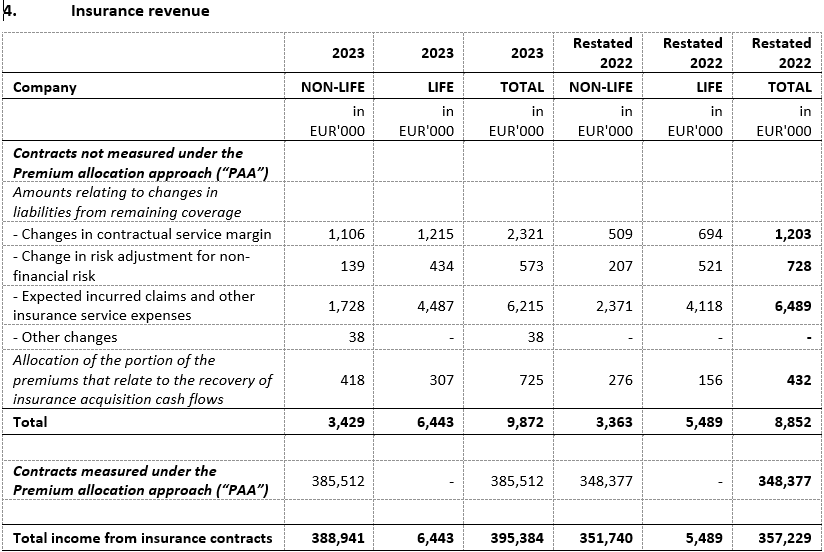 4. Insurance revenue
2023 2023 2023 Restated 2022 Restated 2022 Restated 2022
Company NON-LIFE LIFE TOTAL NON-LIFE LIFE TOTAL
in EUR'000 in EUR'000 in EUR'000 in EUR'000 in EUR'000 in EUR'000
Contracts not measured under the
Premium allocation approach (“PAA”)
Amounts relating to changes in
liabilities from remaining coverage
- Changes in contractual service margin 1,106 1,215 2,321 509 694 1,203
- Change in risk adjustment for non-
financial risk 139 434 573 207 521 728
- Expected incurred claims and other
insurance service expenses 1,728 4,487 6,215 2,371 4,118 6,489
- Other changes 38 - 38 - - -
Allocation of the portion of the
premiums that relate to the recovery of
insurance acquisition cash flows 418 307 725 276 156 432
Total 3,429 6,443 9,872 3,363 5,489 8,852
Contracts measured under the
Premium allocation approach (“PAA”) 385,512 - 385,512 348,377 - 348,377
Total income from insurance contracts 388,941 6,443 395,384 351,740 5,489 357,229